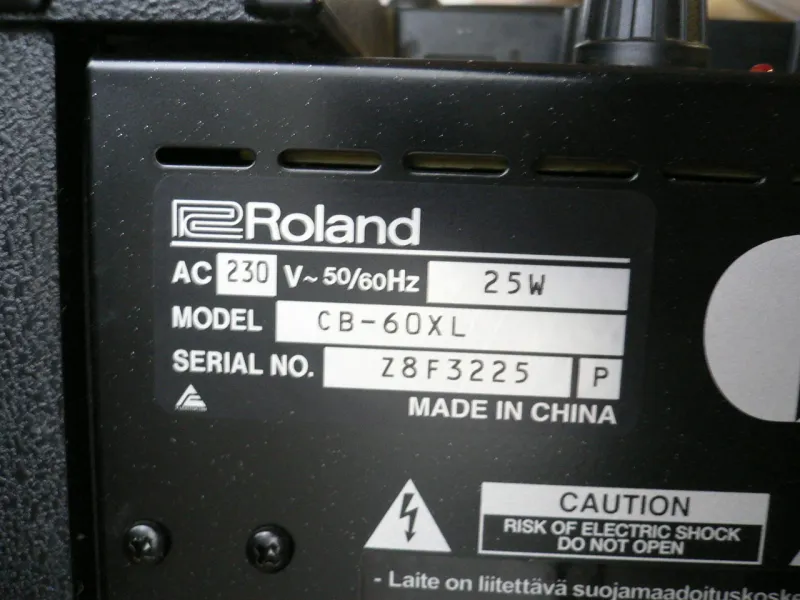 Roland
AC 230 V~ 50/60Hz 25W
MODEL CB-60XL
SERIAL NO. Z8F3225 P
MADE IN CHINA
CAUTION
RISK OF ELECTRIC SHOCK
DO NOT OPEN
- Laite on liitettävä suojamaadoituskoske